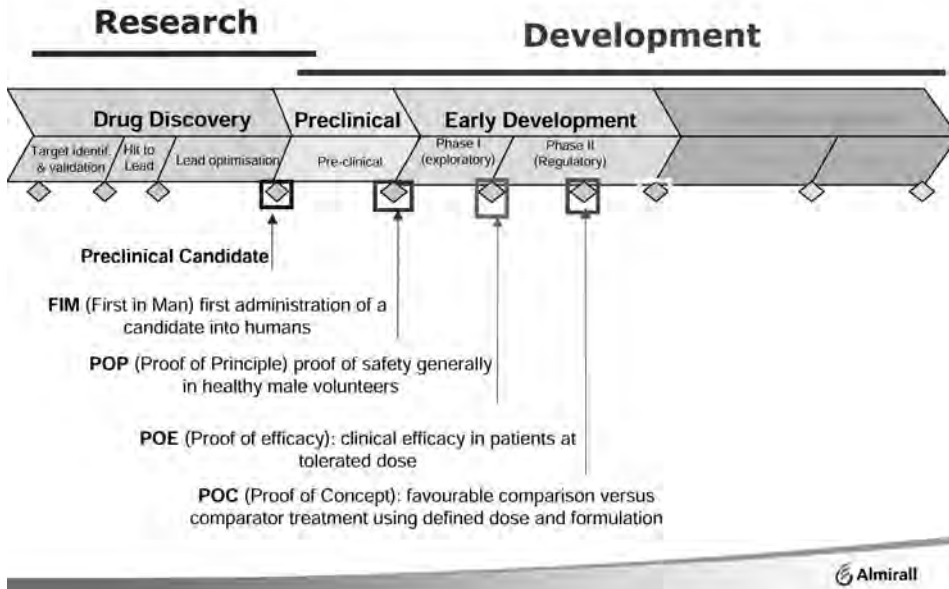 Research
Development
Drug Discovery
Preclinical
Early Development
Target identif.
& validation
Hit to
Lead
Lead optimisation
Pre-clinical
Phase I
(exploratory)
Phase II
(Regulatory)
Preclinical Candidate
FIM (First in Man) first administration of a
candidate into humans
POP (Proof of Principle) proof of safety generally
in healthy male volunteers
POE (Proof of efficacy): clinical efficacy in patients at
tolerated dose
POC (Proof of Concept): favourable comparison versus
comparator treatment using defined dose and formulation
Almirall